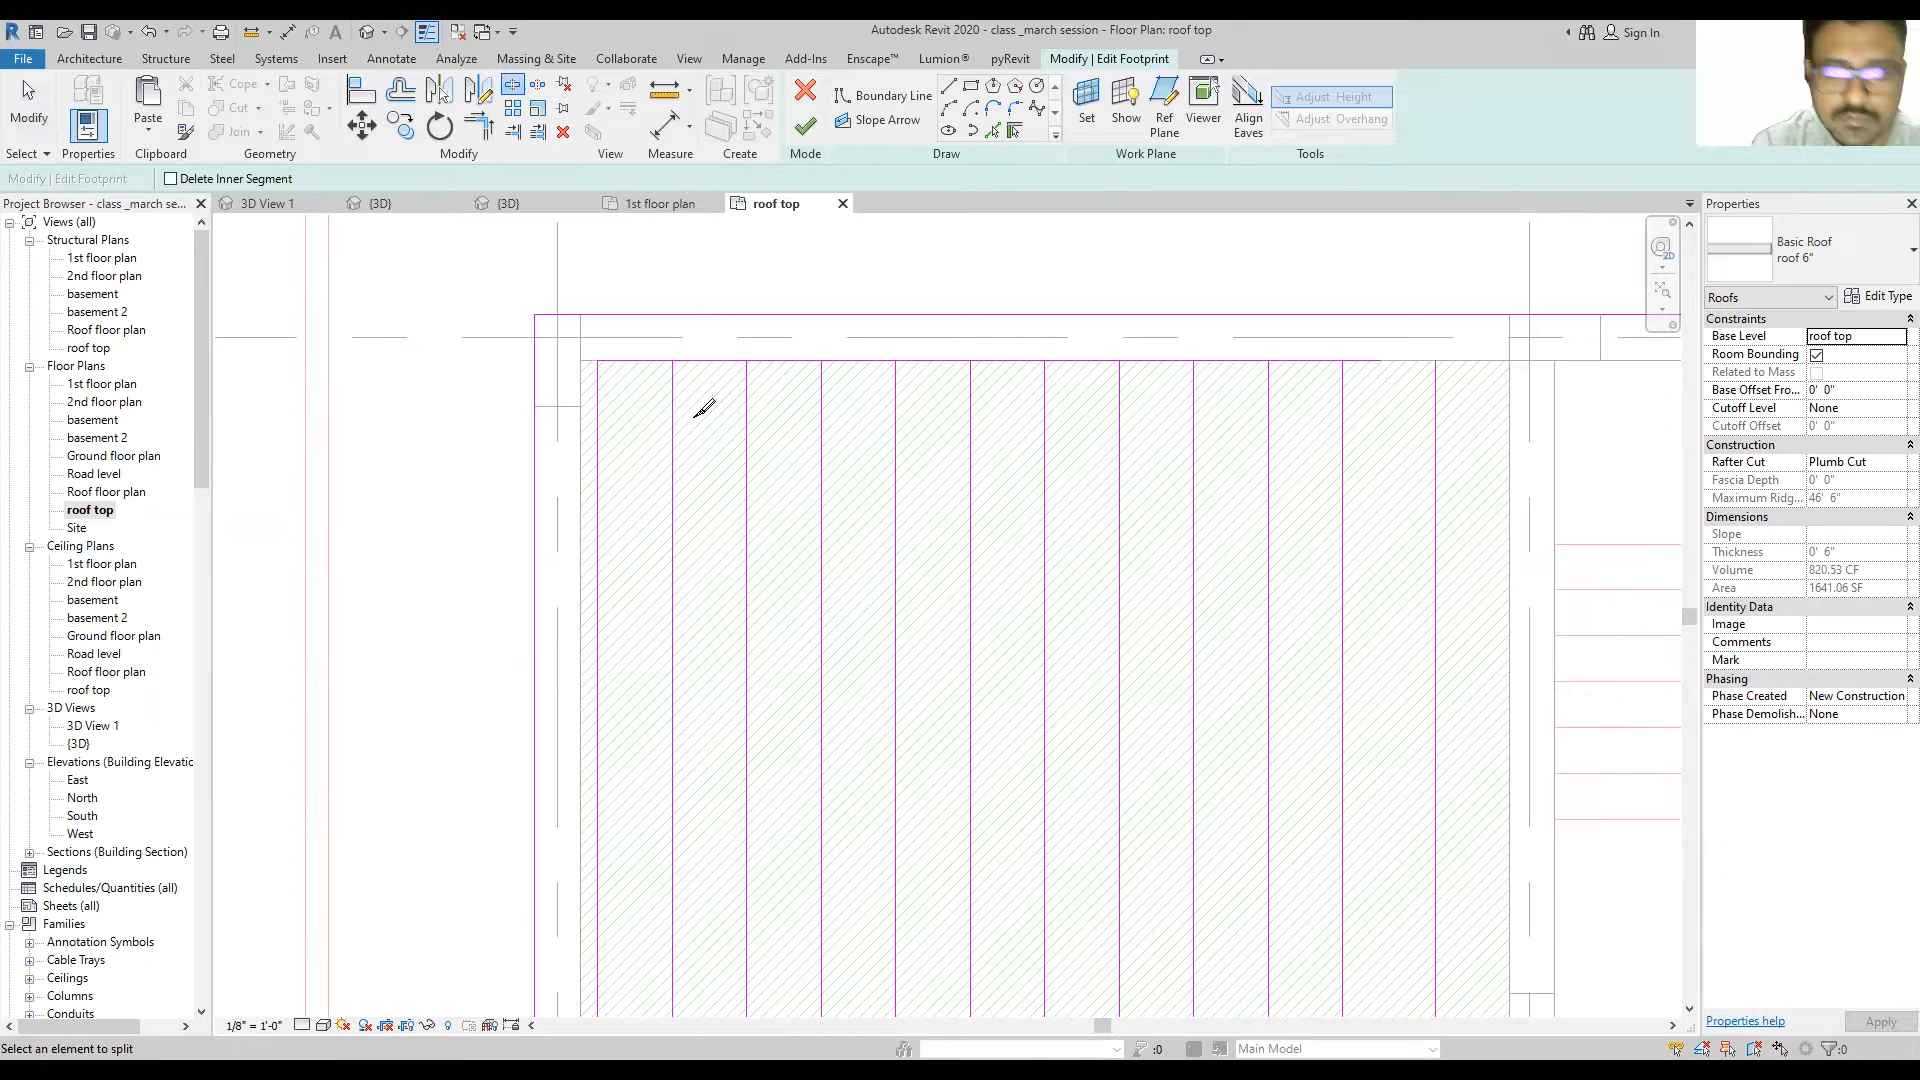 Autodesk Revit 2020 - class _march session - Floor Plan: roof top
Sign In
File Architecture Structure Steel Systems Insert Annotate Analyze Massing & Site Collaborate View Manage Add-Ins Enscape™ Lumion® pyRevit Modify | Edit Footprint
Modify
Paste
Cope
Cut
Join
Boundary Line
Slope Arrow
Set
Show
Ref
Plane
Viewer
Align
Eaves
Adjust Height
Adjust Overhang
Select Properties Clipboard Geometry Modify View Measure Create Mode Draw Work Plane Tools
Modify | Edit Footprint
Delete Inner Segment
Project Browser - class _march se...
3D View 1
{3D}
{3D}
1st floor plan
roof top
Views (all)
Structural Plans
1st floor plan
2nd floor plan
basement
basement 2
Roof floor plan
roof top
Floor Plans
1st floor plan
2nd floor plan
basement
basement 2
Ground floor plan
Road level
Roof floor plan
roof top
Site
Ceiling Plans
1st floor plan
2nd floor plan
basement
basement 2
Ground floor plan
Road level
Roof floor plan
roof top
3D Views
3D View 1
{3D}
Elevations (Building Elevatic
East
North
South
West
Sections (Building Section)
Legends
Schedules/Quantities (all)
Sheets (all)
Families
Annotation Symbols
Cable Trays
Ceilings
Columns
Conduits
2D
Properties
Basic Roof
roof 6"
Roofs
Edit Type
Constraints
Base Level roof top
Room Bounding
Related to Mass
Base Offset Fro... 0' 0"
Cutoff Level None
Cutoff Offset 0' 0"
Construction
Rafter Cut Plumb Cut
Fascia Depth 0' 0"
Maximum Ridg... 46' 6"
Dimensions
Slope
Thickness 0' 6"
Volume 820.53 CF
Area 1641.06 SF
Identity Data
Image
Comments
Mark
Phasing
Phase Created New Construction
Phase Demolish... None
Properties help
Apply
1/8" = 1'-0"
Select an element to split
:0
Main Model
:0